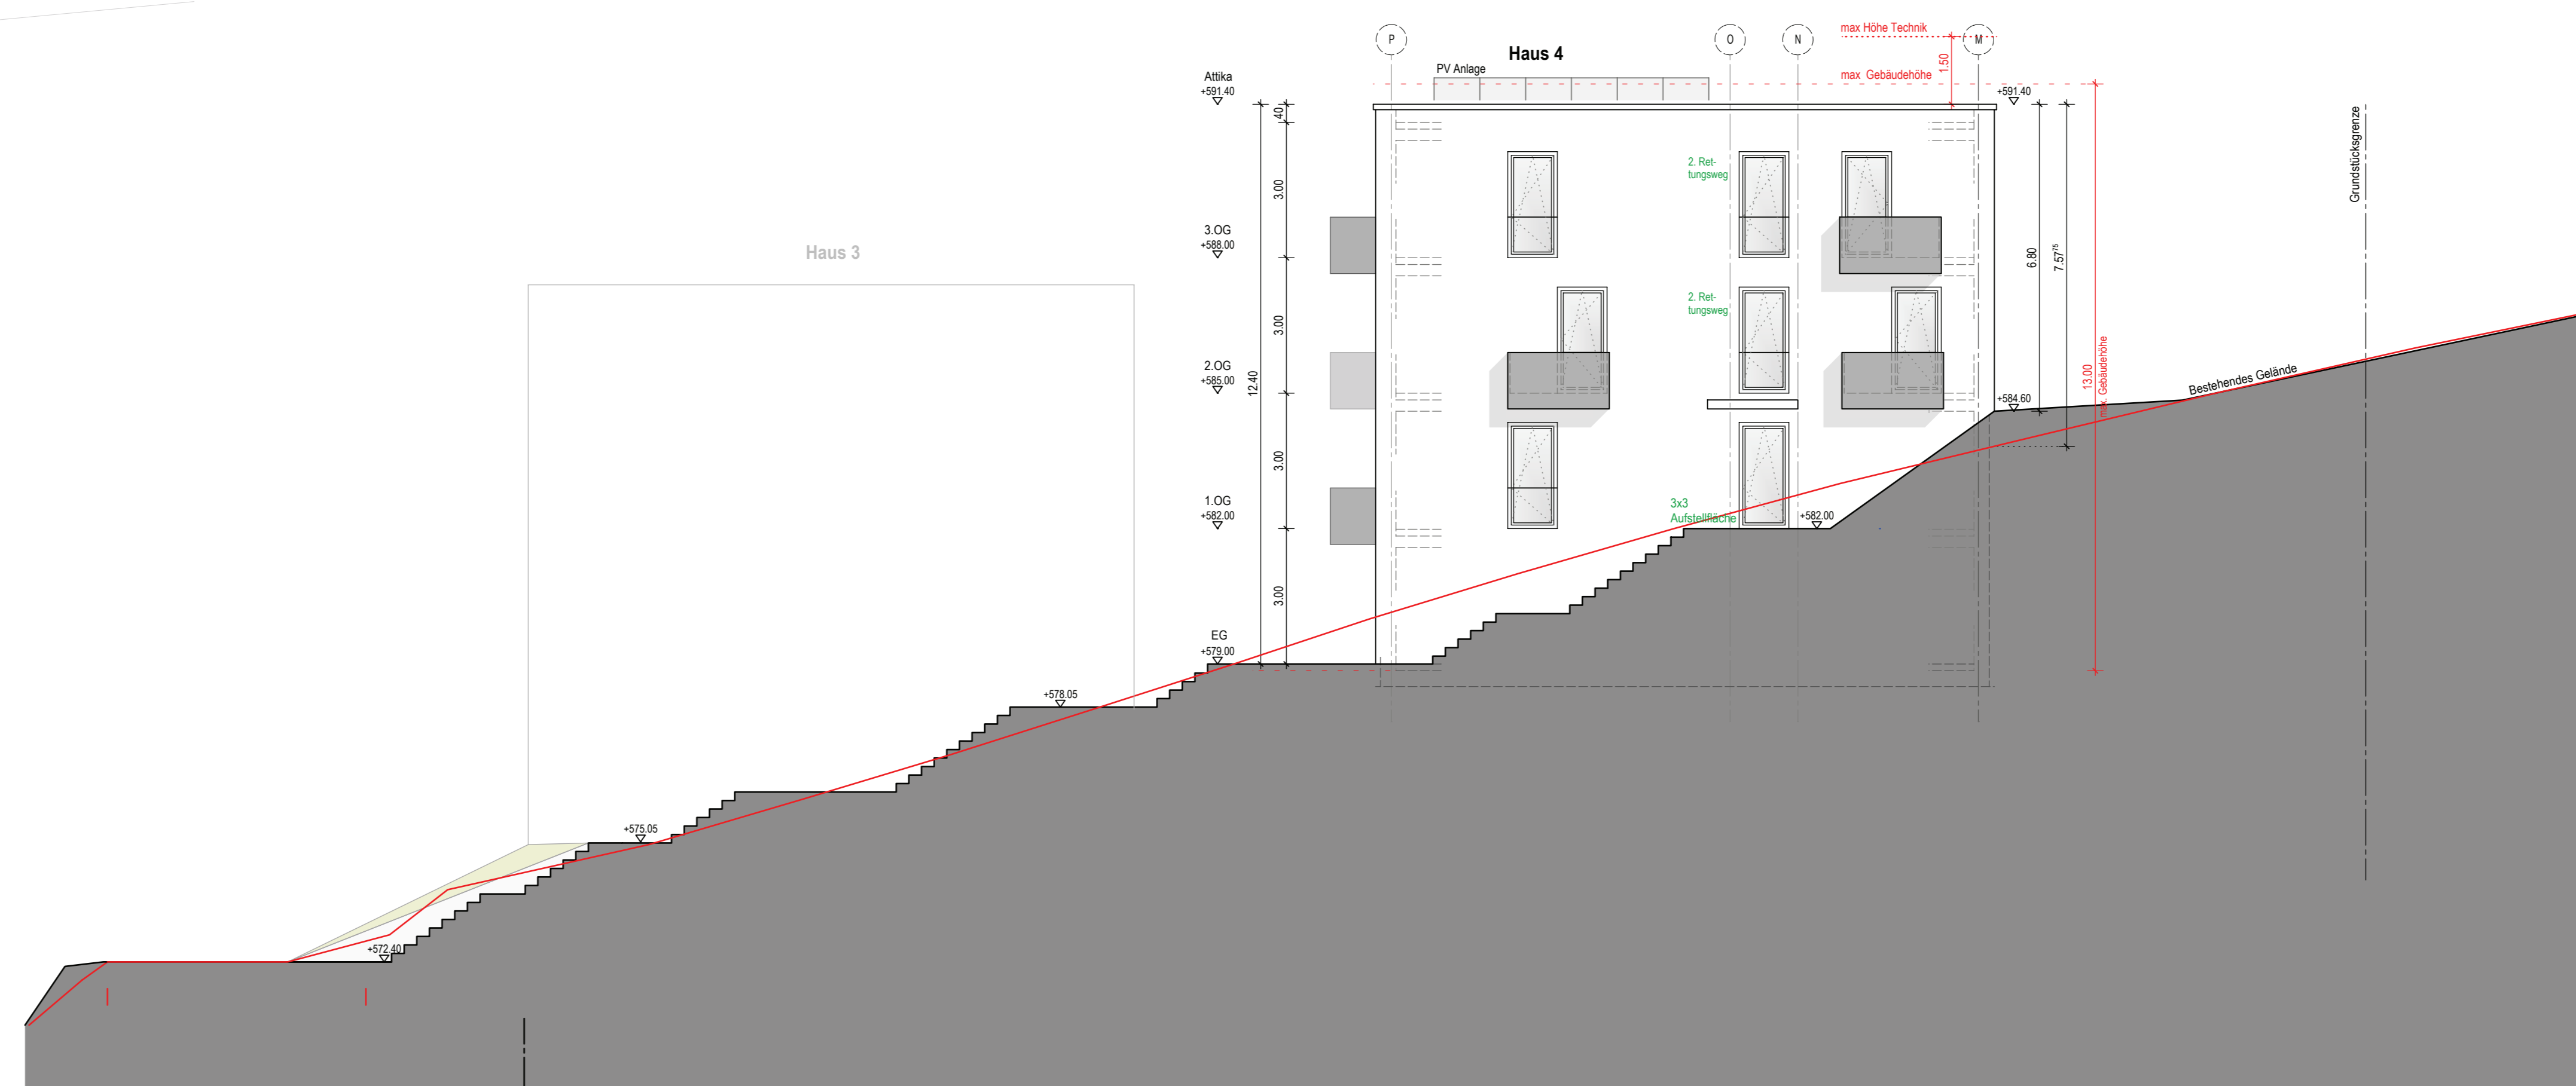 P
O
N
M
Haus 4
max Höhe Technik
1.50
PV Anlage
max Gebäudehöhe
Attika
+591.40
+591.40
40
Grundstücksgrenze
2. Ret-
tungsweg
3.00
3.OG
+588.00
Haus 3
6.80
7.57⁷⁵
2. Ret-
tungsweg
3.00
2.OG
+585.00
12.40
13.00
max. Gebäudehöhe
Bestehendes Gelände
+584.60
3.00
1.OG
+582.00
3x3
Aufstellfläche
+582.00
3.00
EG
+579.00
+578.05
+575.05
+572.40